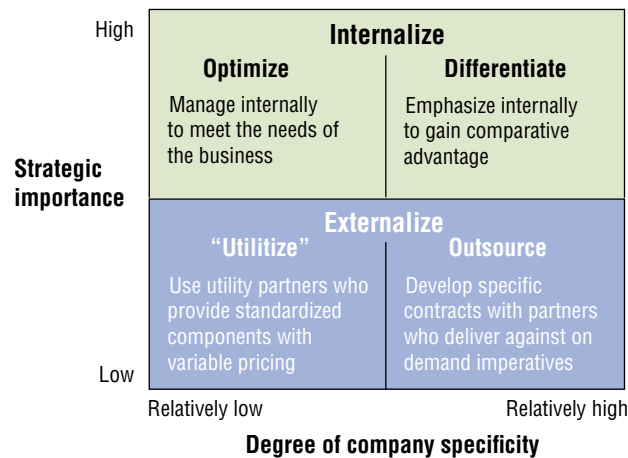 High
Internalize
Optimize
Manage internally
to meet the needs of
the business
Differentiate
Emphasize internally
to gain comparative
advantage
Strategic
importance
Externalize
“Utilitize”
Use utility partners who
provide standardized
components with
variable pricing
Outsource
Develop specific
contracts with partners
who deliver against on
demand imperatives
Low
Relatively low
Relatively high
Degree of company specificity